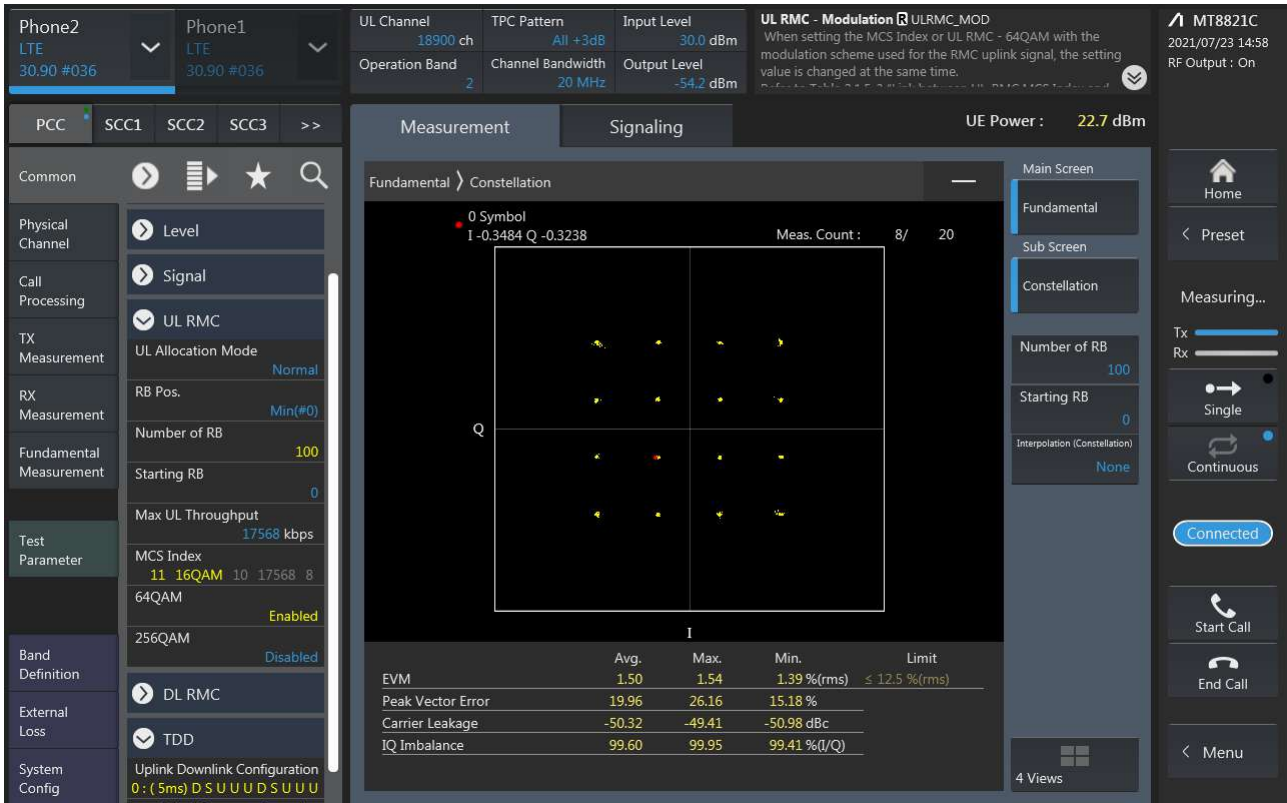 Phone2
LTE
30.90 #036
Phone1
LTE
30.90 #036
UL Channel
18900 ch
TPC Pattern
All +3dB
Input Level
30.0 dBm
Operation Band
2
Channel Bandwidth
20 MHz
Output Level
-54.2 dBm
UL RMC - Modulation R ULRMC_MOD
When setting the MCS Index or UL RMC - 64QAM with the
modulation scheme used for the RMC uplink signal, the setting
value is changed at the same time.
MT8821C
2021/07/23 14:58
RF Output : On
PCC SCC1 SCC2 SCC3 >>
Measurement
Signaling
UE Power : 22.7 dBm
Common
Physical
Channel
Call
Processing
TX
Measurement
RX
Measurement
Fundamental
Measurement
Test
Parameter
Band
Definition
External
Loss
System
Config
Level
Signal
UL RMC
UL Allocation Mode
Normal
RB Pos.
Min(#0)
Number of RB
100
Starting RB
0
Max UL Throughput
17568 kbps
MCS Index
11 16QAM 10 17568 8
64QAM
Enabled
256QAM
Disabled
DL RMC
TDD
Uplink Downlink Configuration
0 : ( 5ms) D S U U U D S U U U
Fundamental ⟩ Constellation
0 Symbol
I -0.3484 Q -0.3238
Meas. Count : 8/ 20
Q
I
Avg. Max. Min. Limit
EVM 1.50 1.54 1.39 %(rms) ≤ 12.5 %(rms)
Peak Vector Error 19.96 26.16 15.18 %
Carrier Leakage -50.32 -49.41 -50.98 dBc
IQ Imbalance 99.60 99.95 99.41 %(I/Q)
Main Screen
Fundamental
Sub Screen
Constellation
Number of RB
100
Starting RB
0
Interpolation (Constellation)
None
4 Views
Home
< Preset
Measuring...
Tx
Rx
Single
Continuous
Connected
Start Call
End Call
< Menu